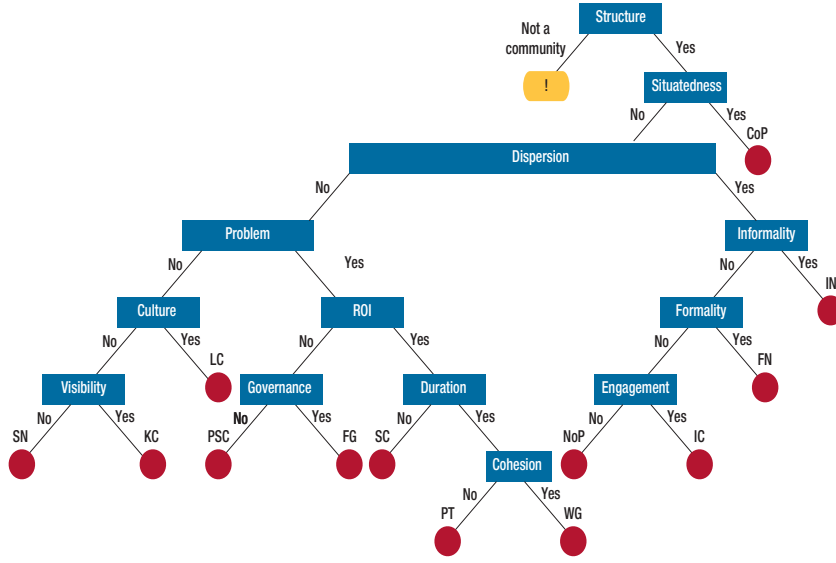 Structure
Not a
community
Yes
!
Situatedness
No
Yes
CoP
Dispersion
No
Yes
Problem
Informality
No
Yes
No
Yes
IN
Culture
ROI
Formality
No
Yes
LC
No
Yes
No
Yes
FN
Visibility
Governance
Duration
Engagement
No
Yes
SN
KC
No
Yes
PSC
FG
No
Yes
SC
No
Yes
NoP
IC
Cohesion
No
Yes
PT
WG